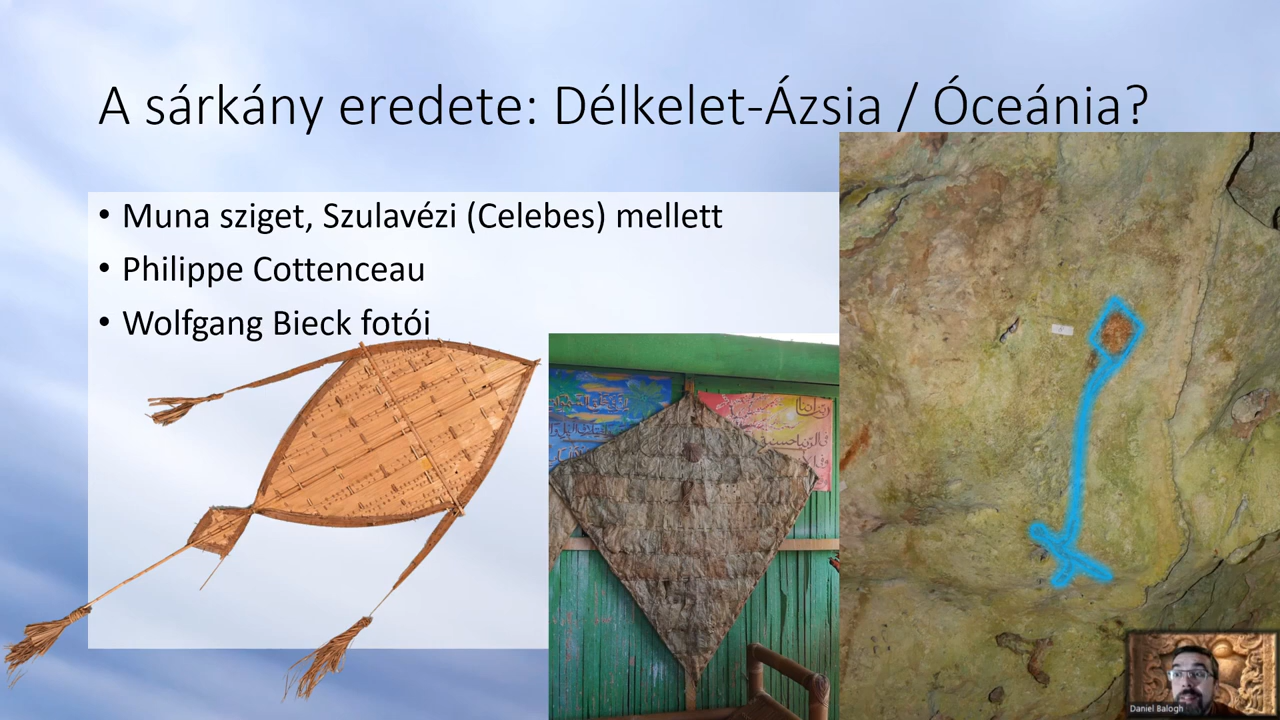 A sárkány eredete: Délkelet-Ázsia / Óceánia?
• Muna sziget, Szulavézi (Celebes) mellett
• Philippe Cottenceau
• Wolfgang Bieck fotói
Daniel Balogh